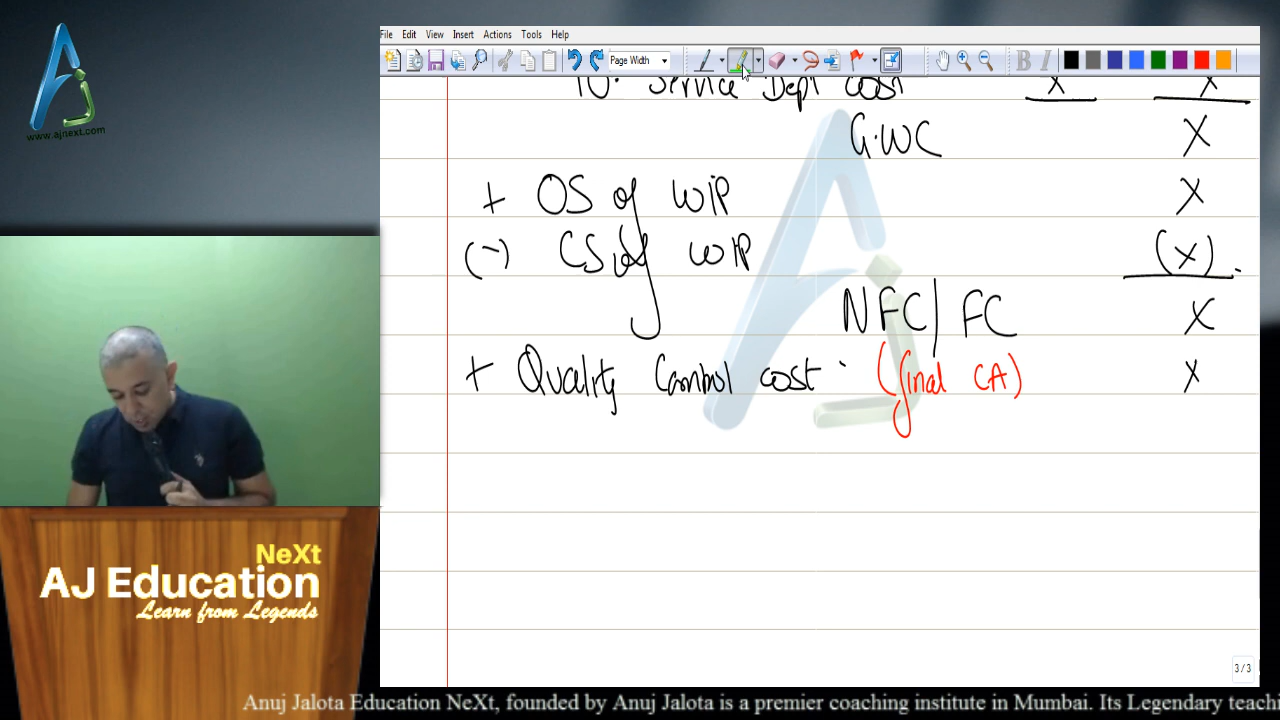 www.ajnext.com
File Edit View Insert Actions Tools Help
Page Width B I
10. Service Dept cost X X
G.WC X
+ OS of WIP X
(-) CS of WIP (X)
NFC | FC X
+ Quality Control cost (final CA) X
3/3
NeXt
AJ Education
Learn from Legends
Anuj Jalota Education NeXt, founded by Anuj Jalota is a premier coaching institute in Mumbai. Its Legendary teachi